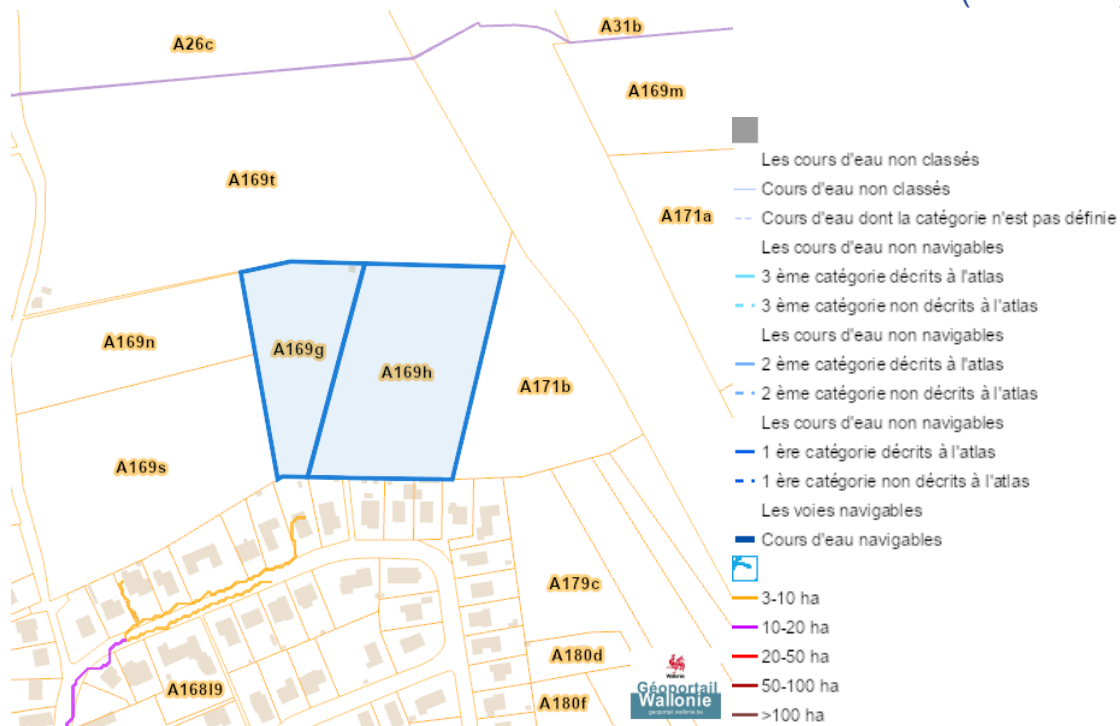 A26c
A31b
A169m
A169t
A171a
A169n
A169g
A169h
A171b
A169s
A179c
A180d
A168l9
A180f
Wallonie
Géoportail
Wallonie
geoportail.wallonie.be
Les cours d'eau non classés
Cours d'eau non classés
Cours d'eau dont la catégorie n'est pas définie
Les cours d'eau non navigables
3 ème catégorie décrits à l'atlas
3 ème catégorie non décrits à l'atlas
Les cours d'eau non navigables
2 ème catégorie décrits à l'atlas
2 ème catégorie non décrits à l'atlas
Les cours d'eau non navigables
1 ère catégorie décrits à l'atlas
1 ère catégorie non décrits à l'atlas
Les voies navigables
Cours d'eau navigables
3-10 ha
10-20 ha
20-50 ha
50-100 ha
>100 ha